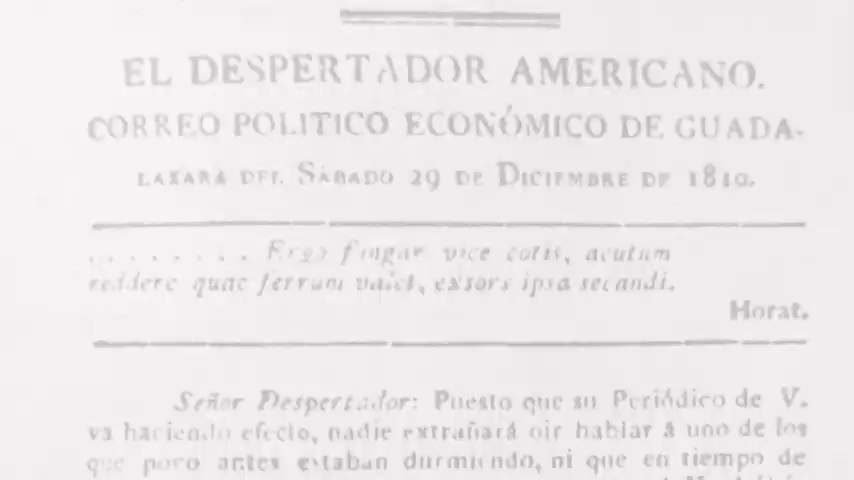 EL DESPERTADOR AMERICANO.
CORREO POLITICO ECONÓMICO DE GUADA-
LAXARA DEL SÁBADO 29 DE DICIEMBRE DE 1810.
. . . . . . . . Ergo fungar vice cotis, acutum
reddere quae ferrum valet, exsors ipsa secandi.
Horat.
Señor Despertador: Puesto que su Periódico de V.
va haciendo efecto, nadie extrañará oir hablar á uno de los
que poco antes estaban durmiendo, ni que en tiempo de